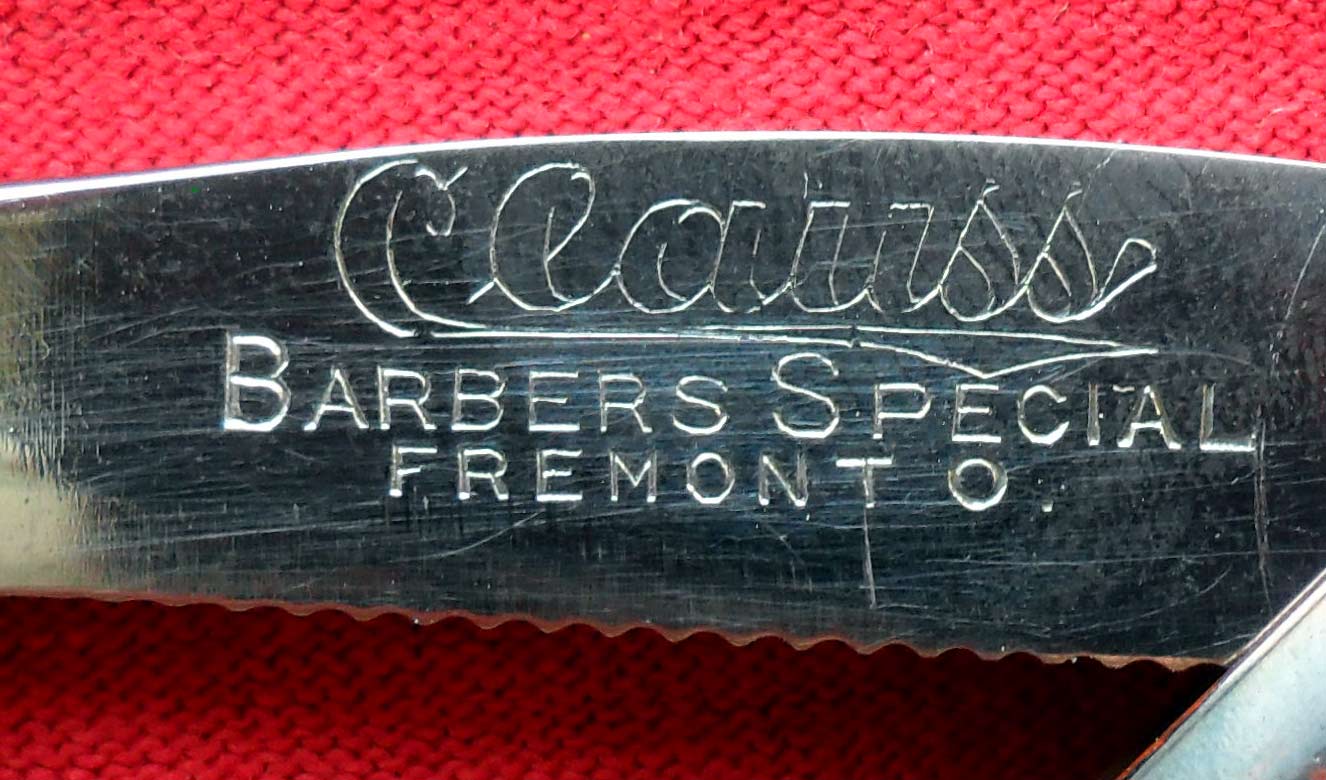 Clauss
BARBERS SPECIAL
FREMONT O.